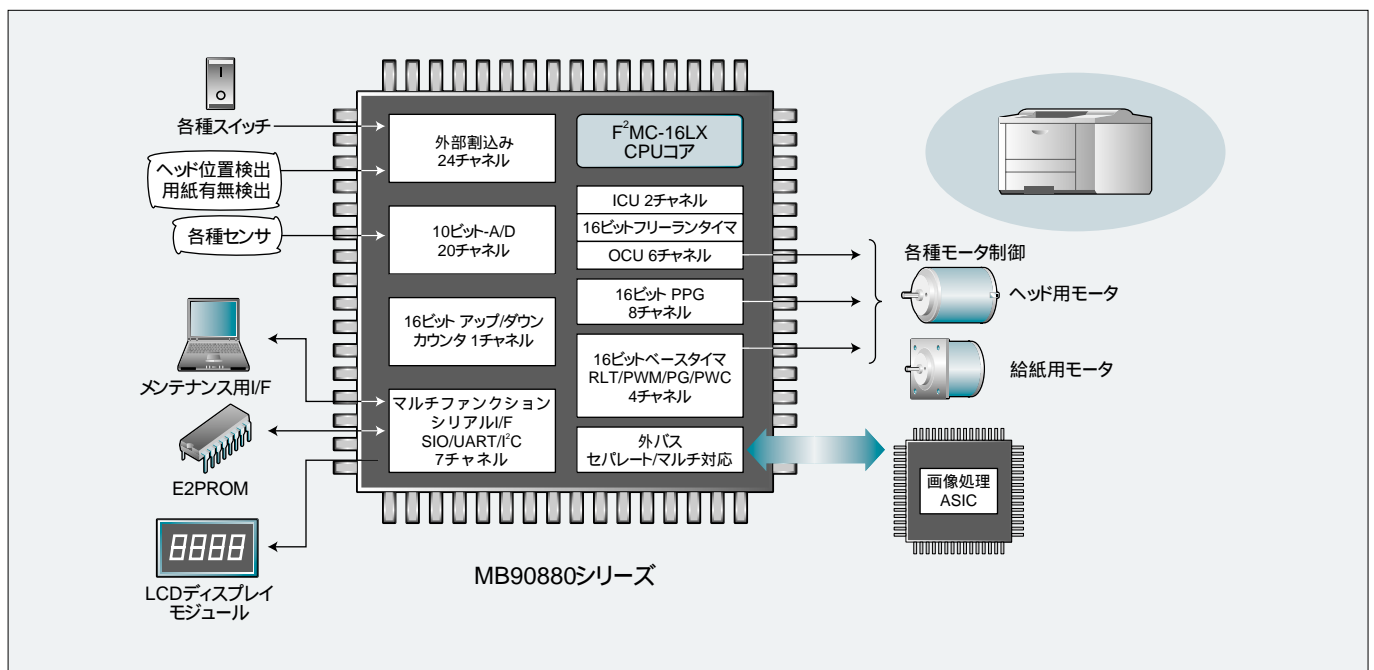 各種スイッチ
ヘッド位置検出
用紙有無検出
各種センサ
メンテナンス用I/F
E2PROM
8888
LCDディスプレイ
モジュール
外部割込み
24チャネル
10ビット-A/D
20チャネル
16ビット アップ/ダウン
カウンタ 1チャネル
マルチファンクション
シリアルI/F
SIO/UART/I²C
7チャネル
F²MC-16LX
CPUコア
ICU 2チャネル
16ビットフリーランタイマ
OCU 6チャネル
16ビット PPG
8チャネル
16ビットベースタイマ
RLT/PWM/PG/PWC
4チャネル
外バス
セパレート/マルチ対応
MB90880シリーズ
各種モータ制御
ヘッド用モータ
給紙用モータ
画像処理
ASIC